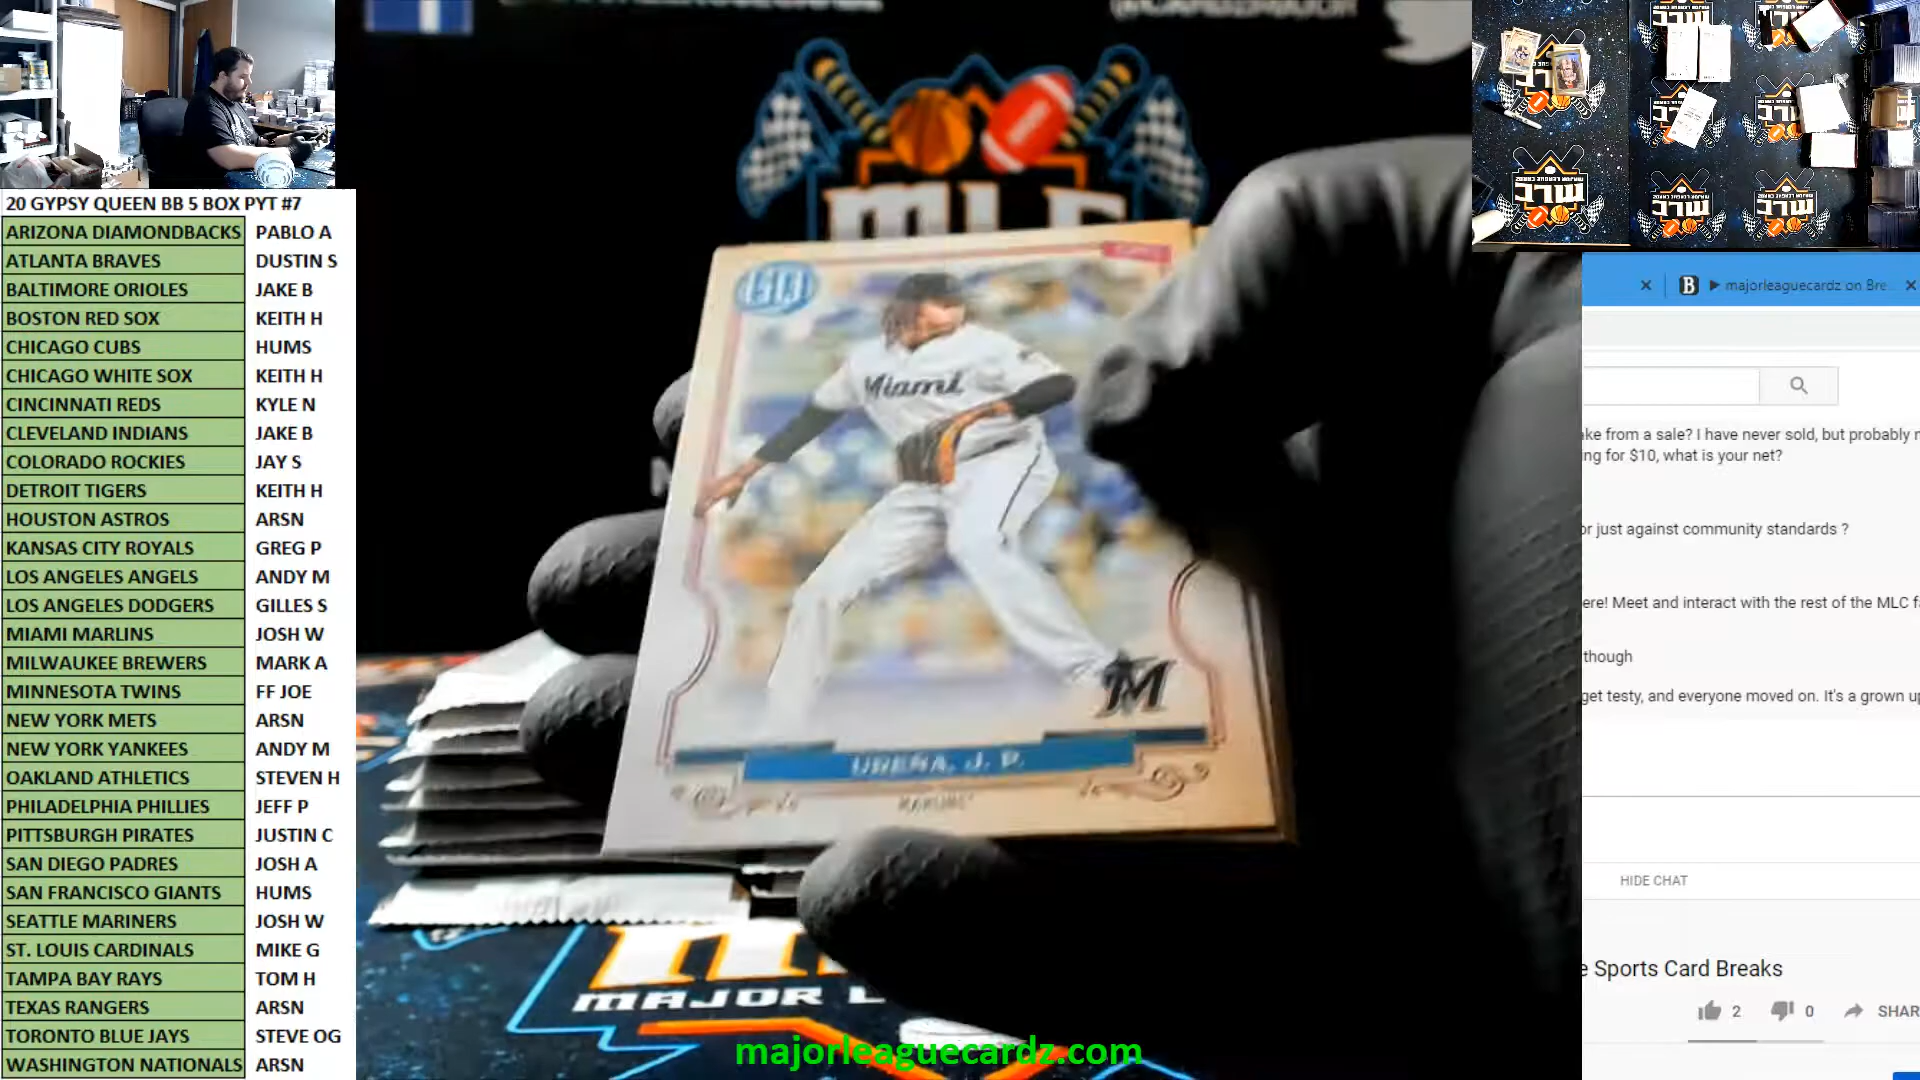 20 GYPSY QUEEN BB 5 BOX PYT #7
ARIZONA DIAMONDBACKS PABLO A
ATLANTA BRAVES DUSTIN S
BALTIMORE ORIOLES JAKE B
BOSTON RED SOX KEITH H
CHICAGO CUBS HUMS
CHICAGO WHITE SOX KEITH H
CINCINNATI REDS KYLE N
CLEVELAND INDIANS JAKE B
COLORADO ROCKIES JAY S
DETROIT TIGERS KEITH H
HOUSTON ASTROS ARSN
KANSAS CITY ROYALS GREG P
LOS ANGELES ANGELS ANDY M
LOS ANGELES DODGERS GILLES S
MIAMI MARLINS JOSH W
MILWAUKEE BREWERS MARK A
MINNESOTA TWINS FF JOE
NEW YORK METS ARSN
NEW YORK YANKEES ANDY M
OAKLAND ATHLETICS STEVEN H
PHILADELPHIA PHILLIES JEFF P
PITTSBURGH PIRATES JUSTIN C
SAN DIEGO PADRES JOSH A
SAN FRANCISCO GIANTS HUMS
SEATTLE MARINERS JOSH W
ST. LOUIS CARDINALS MIKE G
TAMPA BAY RAYS TOM H
TEXAS RANGERS ARSN
TORONTO BLUE JAYS STEVE OG
WASHINGTON NATIONALS ARSN
MLC
GQ
Miami
M
UREÑA, J. P.
MAJOR L
majorleaguecardz.com
B majorleaguecardz on Bre
ke from a sale? I have never sold, but probably
ng for $10, what is your net?
or just against community standards ?
ere! Meet and interact with the rest of the MLC fa
though
get testy, and everyone moved on. It's a grown u
HIDE CHAT
e Sports Card Breaks
2 0 SHAR